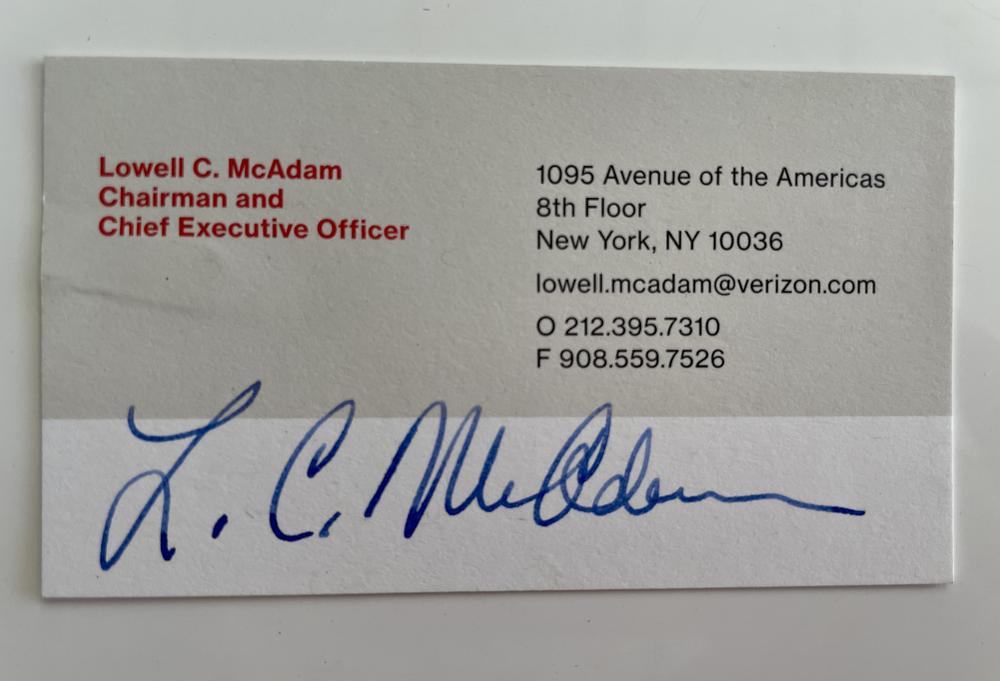 Lowell C. McAdam
Chairman and
Chief Executive Officer
1095 Avenue of the Americas
8th Floor
New York, NY 10036
lowell.mcadam@verizon.com
O 212.395.7310
F 908.559.7526
L. C. McAdam